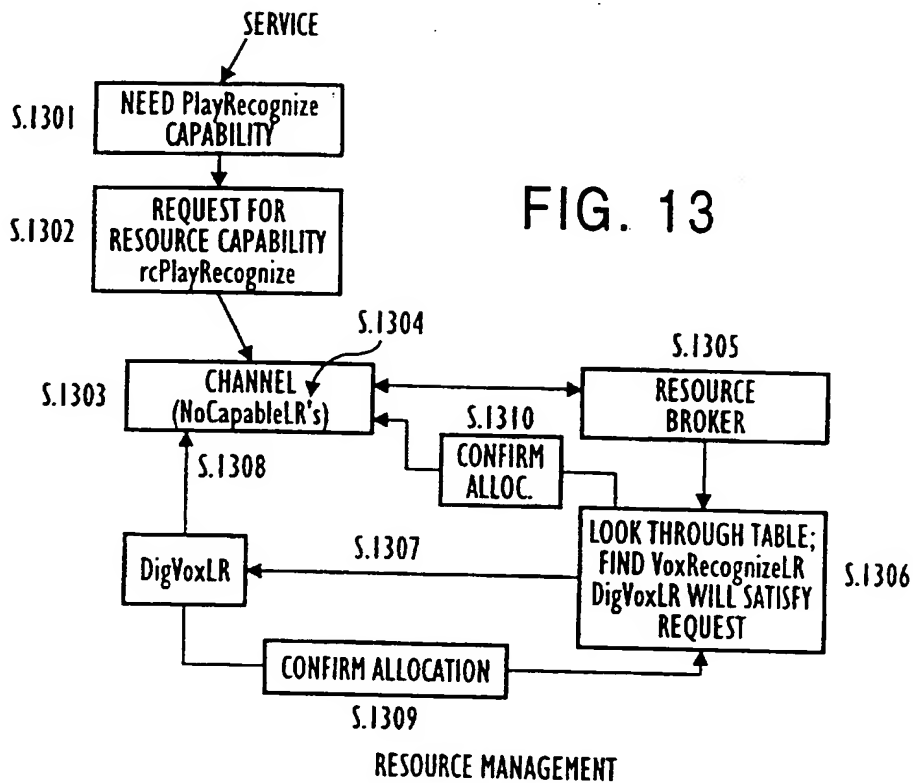 SERVICE
S.1301
NEED PlayRecognize
CAPABILITY
S.1302
REQUEST FOR
RESOURCE CAPABILITY
rcPlayRecognize
FIG. 13
S.1304
S.1303
CHANNEL
(NoCapableLR's)
S.1305
RESOURCE
BROKER
S.1310
CONFIRM
ALLOC.
S.1308
DigVoxLR
S.1307
LOOK THROUGH TABLE;
FIND VoxRecognizeLR
DigVoxLR WILL SATISFY
REQUEST
S.1306
CONFIRM ALLOCATION
S.1309
RESOURCE MANAGEMENT